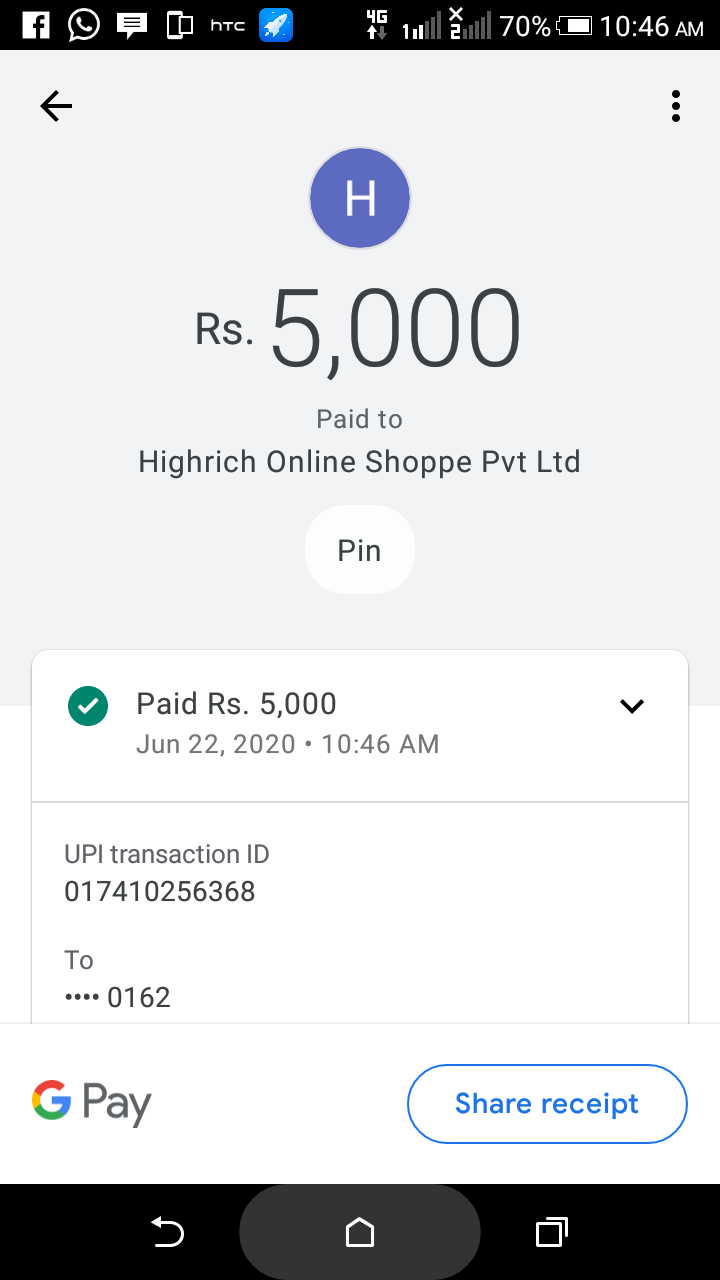 hTC 4G 1 2 70% 10:46 AM
H
Rs. 5,000
Paid to
Highrich Online Shoppe Pvt Ltd
Pin
Paid Rs. 5,000
Jun 22, 2020 • 10:46 AM
UPI transaction ID
017410256368
To
•••• 0162
G Pay
Share receipt